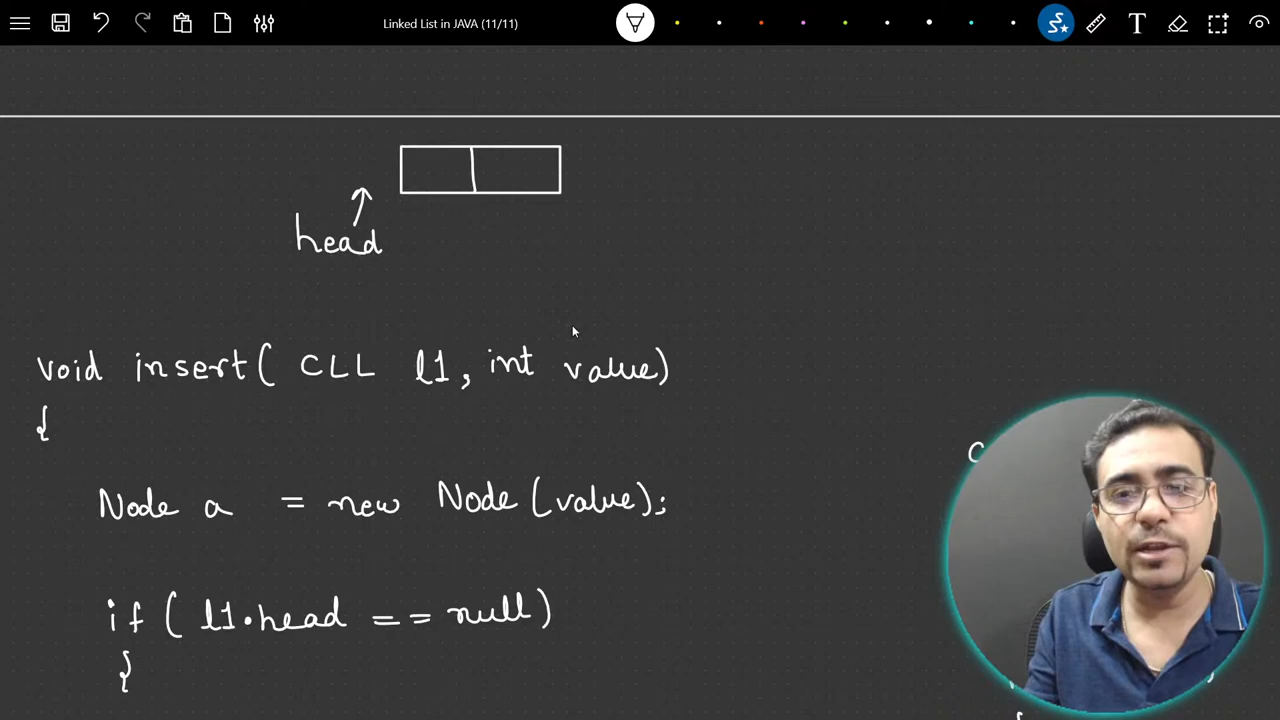 Linked List in JAVA (11/11)
T
head
void insert( CLL l1, int value)
{
Node a = new Node(value);
if( l1.head == null)
{